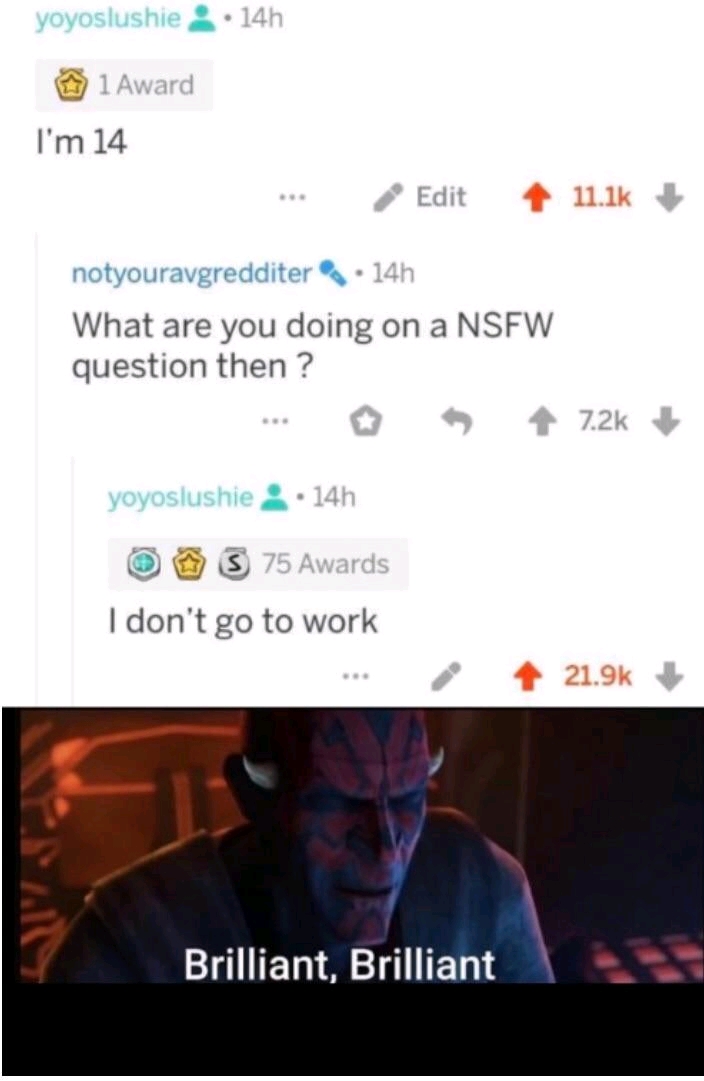 yoyoslushie • 14h
1 Award
I'm 14
... Edit 11.1k
notyouravgredditer • 14h
What are you doing on a NSFW
question then ?
... 7.2k
yoyoslushie • 14h
S 75 Awards
I don't go to work
... 21.9k
Brilliant, Brilliant